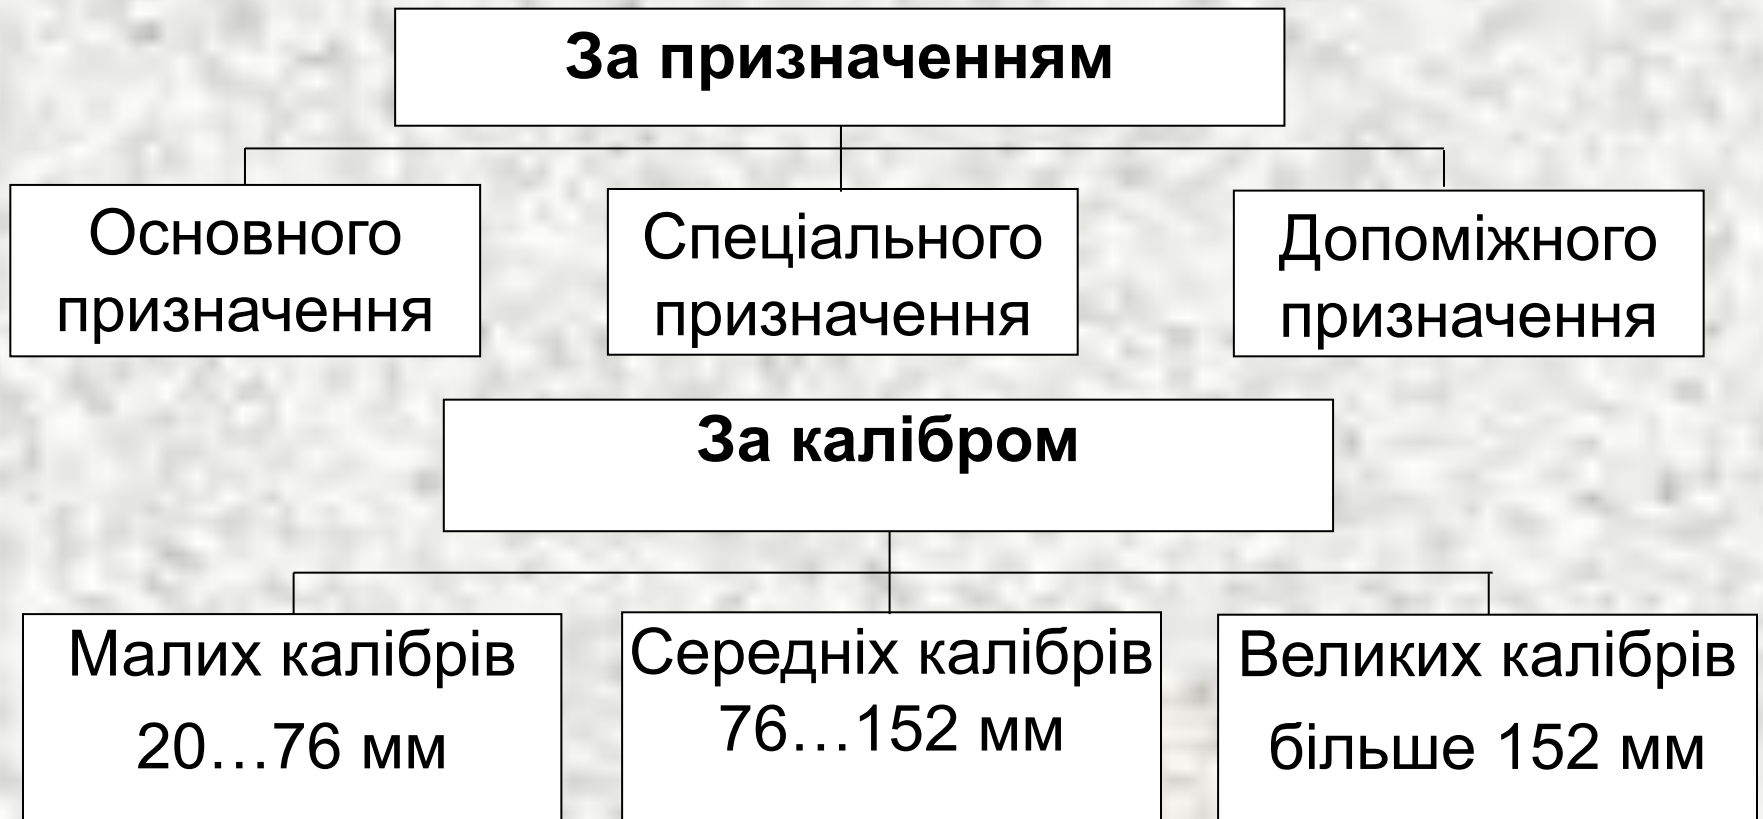 За призначенням
Основного
призначення
Спеціального
призначення
Допоміжного
призначення
За калібром
Малих калібрів
20…76 мм
Середніх калібрів
76…152 мм
Великих калібрів
більше 152 мм